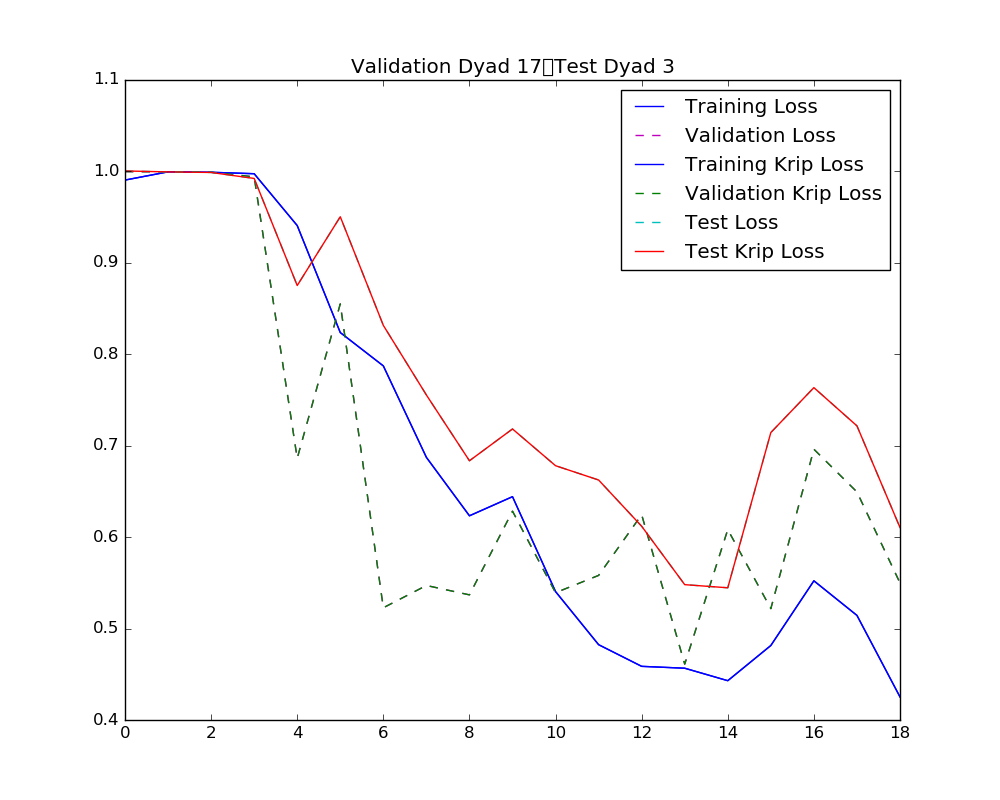 Validation Dyad 17▯Test Dyad 3
1.1
1.0
0.9
0.8
0.7
0.6
0.5
0.4
0 2 4 6 8 10 12 14 16 18
Training Loss
Validation Loss
Training Krip Loss
Validation Krip Loss
Test Loss
Test Krip Loss